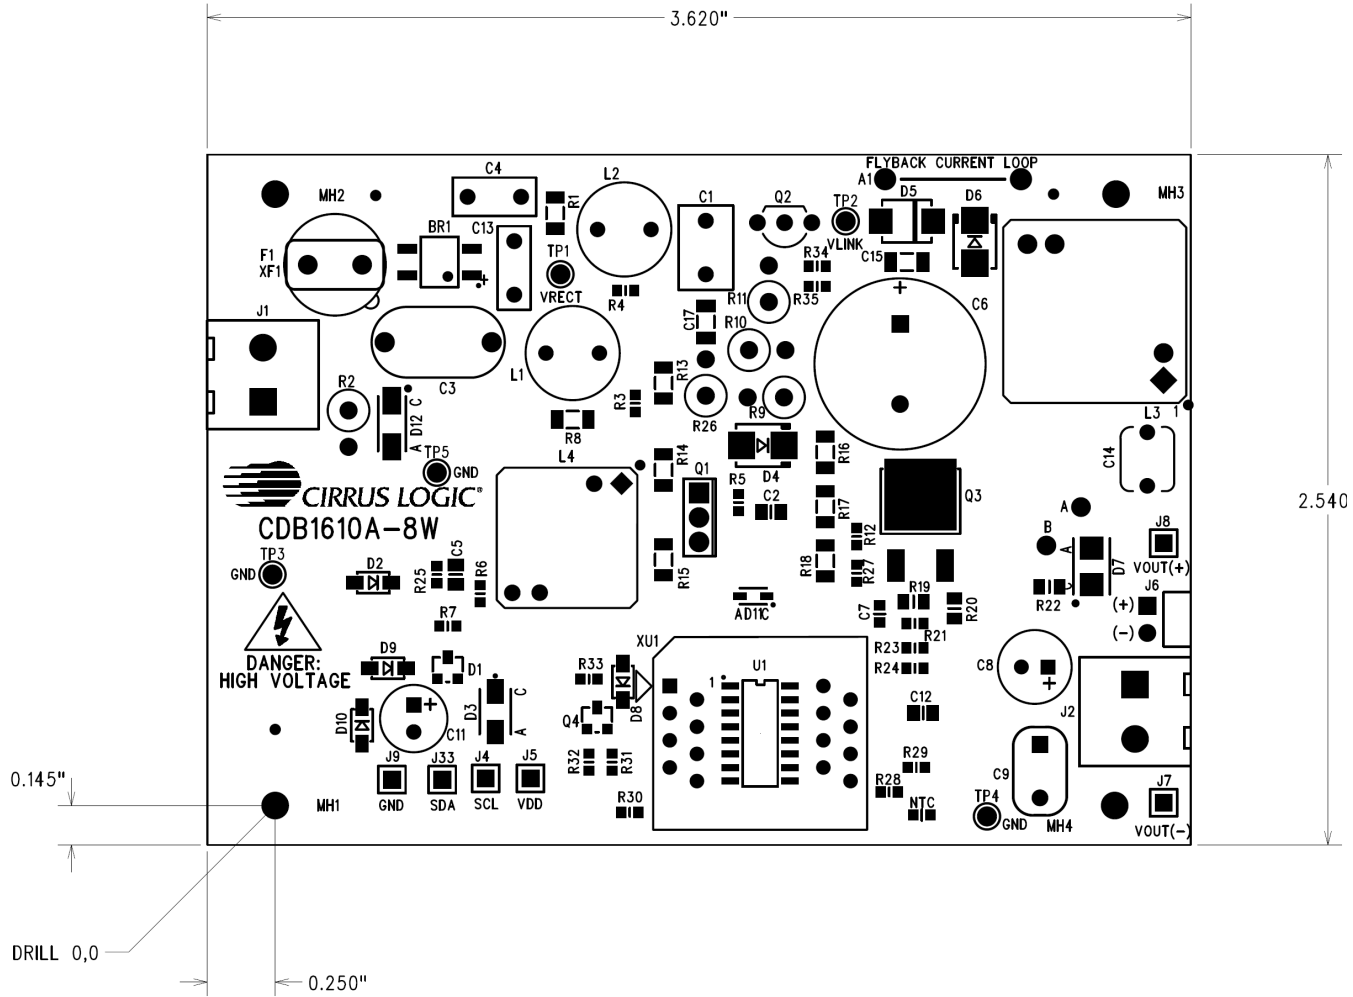 3.620"
FLYBACK CURRENT LOOP
A1
C4
L2
MH2
MH3
R1
C1
Q2
TP2
D5
D6
BR1
C13
VLINK
F1
XF1
TP1
R34
C15
+
VRECT
R4
R11
R35
+
C6
J1
C17
R10
L1
C3
R13
R2
C
D12
A
R3
R26
R9
L3
1
R8
TP5
GND
L4
R14
R16
C14
D4
CIRRUS LOGIC®
CDB1610A-8W
Q1
R5
C2
R17
Q3
2.540
A
B
J8
TP3
GND
D2
R25
C5
R6
R15
R18
R12
R27
A
D7
C
VOUT(+)
R22
J6
(+)
(-)
AD11C
C7
R19
R20
R7
R21
DANGER:
HIGH VOLTAGE
D9
D1
R33
XU1
U1
1
R23
R24
C8
+
D10
+
C11
D3
C
A
Q4
D8
C12
J2
J9
J33
J4
J5
R32
R31
R29
C9
0.145"
MH1
GND
SDA
SCL
VDD
R30
R28
NTC
TP4
GND
MH4
J7
VOUT(-)
DRILL 0,0
0.250"